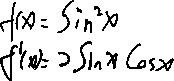 f(x)= Sin²x
f'(x)= 2 Sin x Cos x